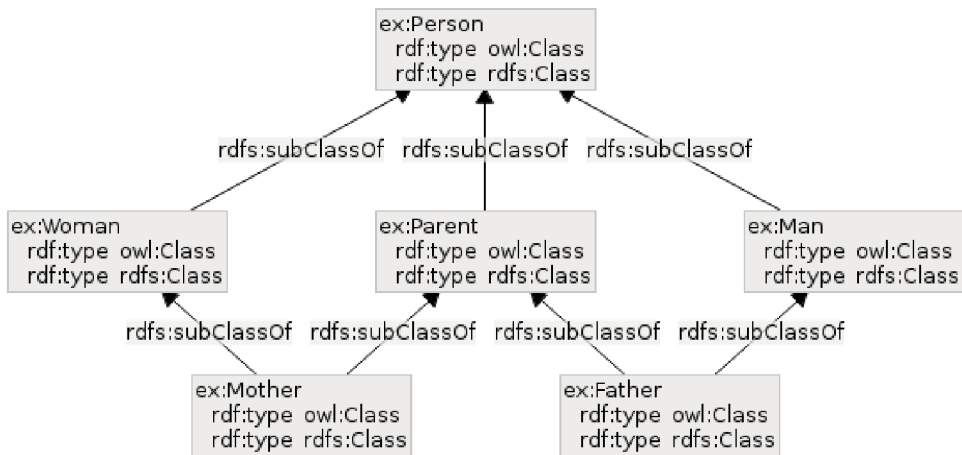 ex:Person
rdf:type owl:Class
rdf:type rdfs:Class
rdfs:subClassOf
rdfs:subClassOf
rdfs:subClassOf
ex:Woman
rdf:type owl:Class
rdf:type rdfs:Class
ex:Parent
rdf:type owl:Class
rdf:type rdfs:Class
ex:Man
rdf:type owl:Class
rdf:type rdfs:Class
rdfs:subClassOf
rdfs:subClassOf
rdfs:subClassOf
rdfs:subClassOf
ex:Mother
rdf:type owl:Class
rdf:type rdfs:Class
ex:Father
rdf:type owl:Class
rdf:type rdfs:Class